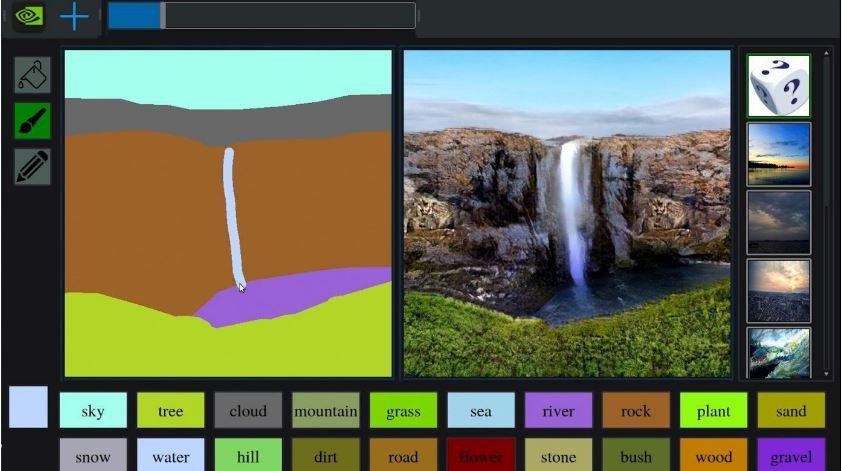 sky tree cloud mountain grass sea river rock plant sand
snow water hill dirt road flower stone bush wood gravel